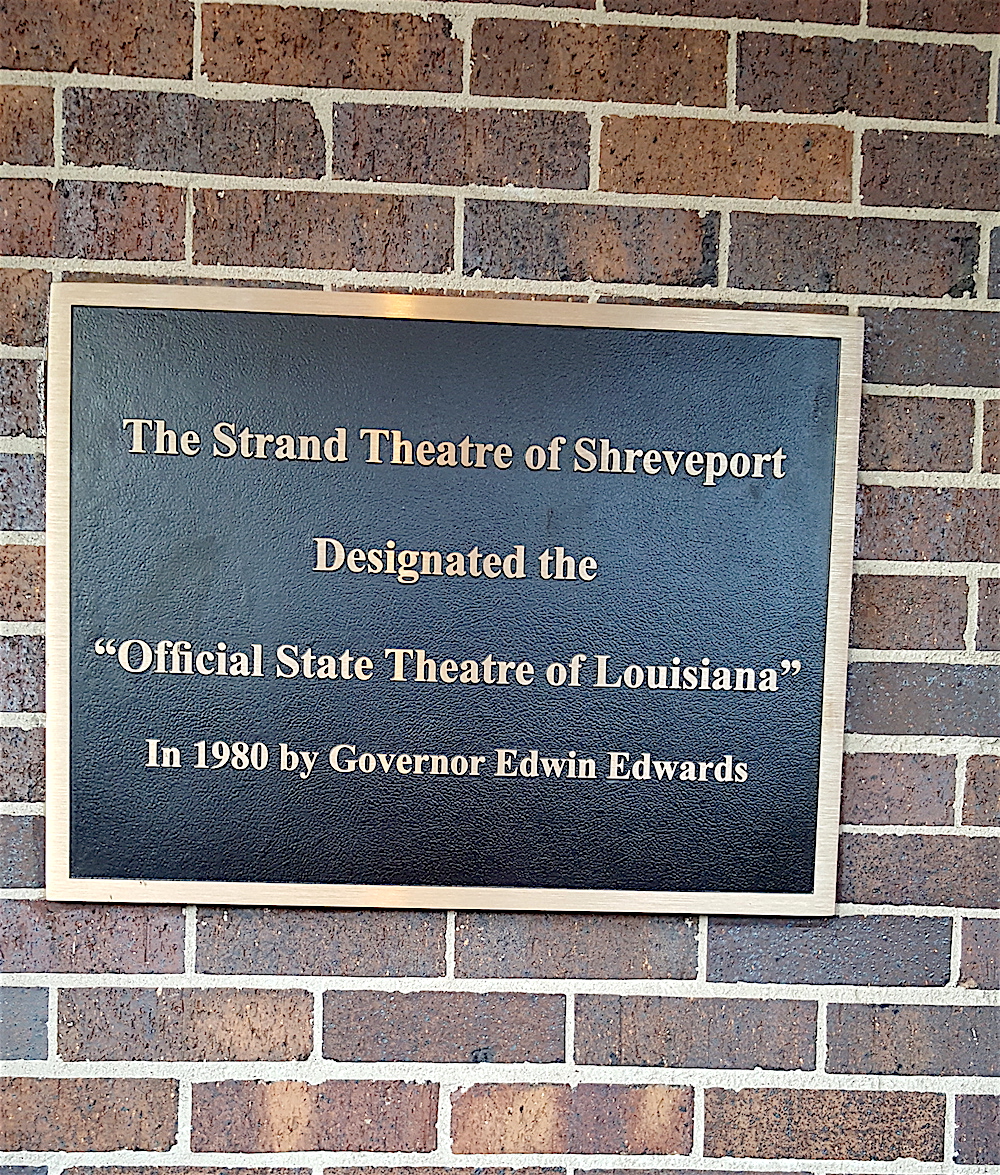 The Strand Theatre of Shreveport
Designated the
“Official State Theatre of Louisiana”
In 1980 by Governor Edwin Edwards